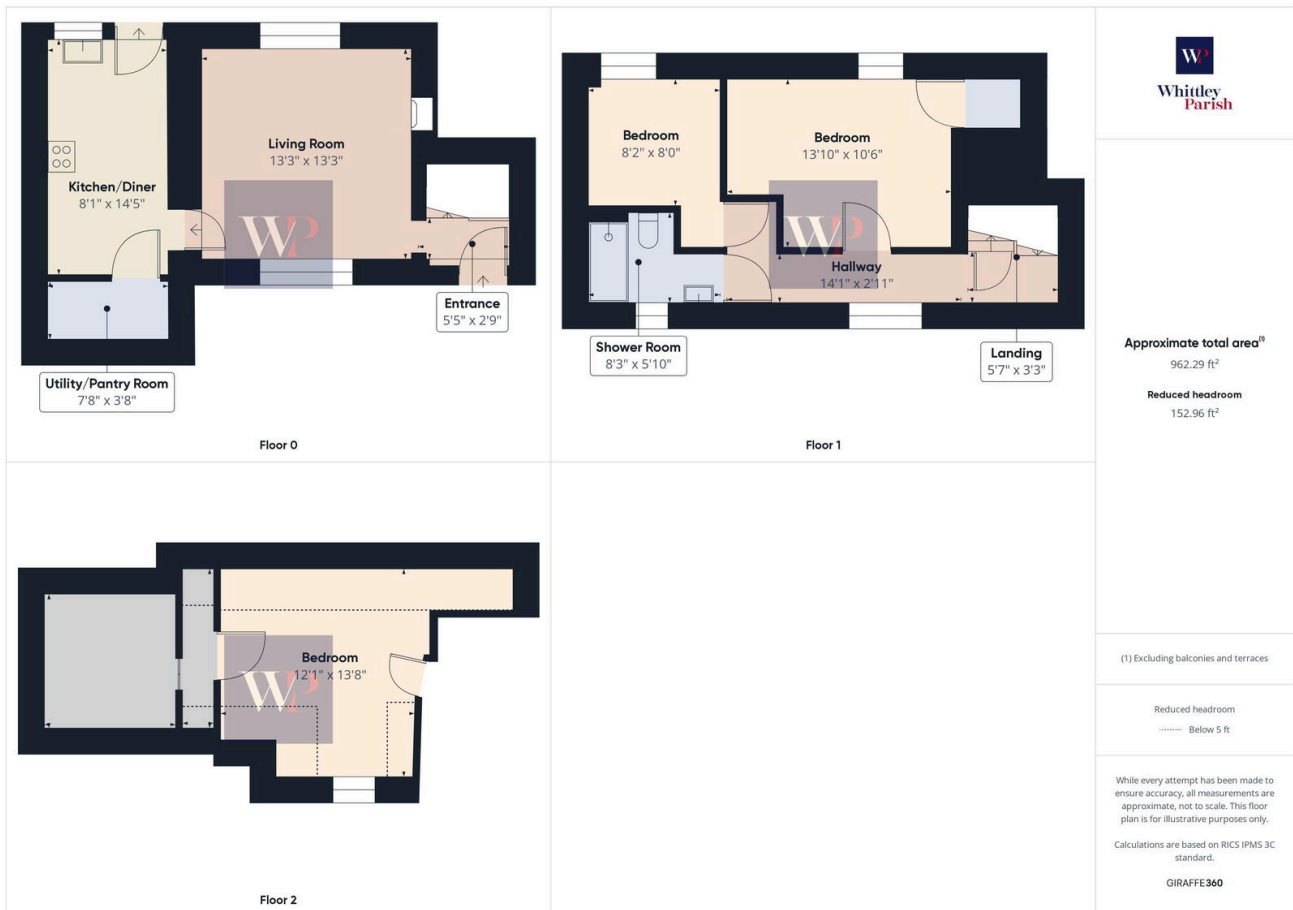 Kitchen/Diner
8'1" x 14'5"
Living Room
13'3" x 13'3"
WP
Entrance
5'5" x 2'9"
Utility/Pantry Room
7'8" x 3'8"
Floor 0
Bedroom
8'2" x 8'0"
Bedroom
13'10" x 10'6"
WP
Hallway
14'1" x 2'11"
Shower Room
8'3" x 5'10"
Landing
5'7" x 3'3"
Floor 1
Bedroom
12'1" x 13'8"
WP
Floor 2
WP
Whittley
Parish
Approximate total area(1)
962.29 ft²
Reduced headroom
152.96 ft²
(1) Excluding balconies and terraces
Reduced headroom
Below 5 ft
While every attempt has been made to
ensure accuracy, all measurements are
approximate, not to scale. This floor
plan is for illustrative purposes only.
Calculations are based on RICS IPMS 3C
standard.
GIRAFFE360